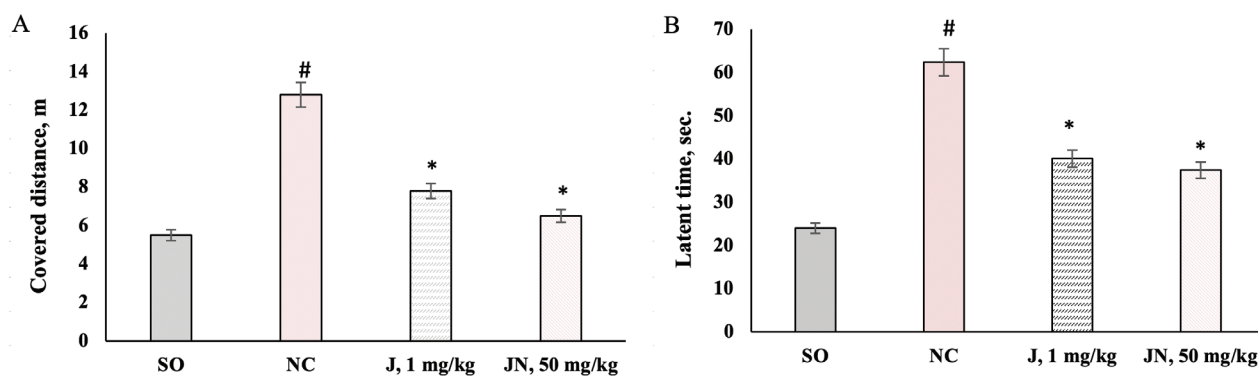 A
Covered distance, m
16
14
12
10
8
6
4
2
0
#
*
*
SO
NC
J, 1 mg/kg
JN, 50 mg/kg
B
Latent time, sec.
70
60
50
40
30
20
10
0
#
*
*
SO
NC
J, 1 mg/kg
JN, 50 mg/kg